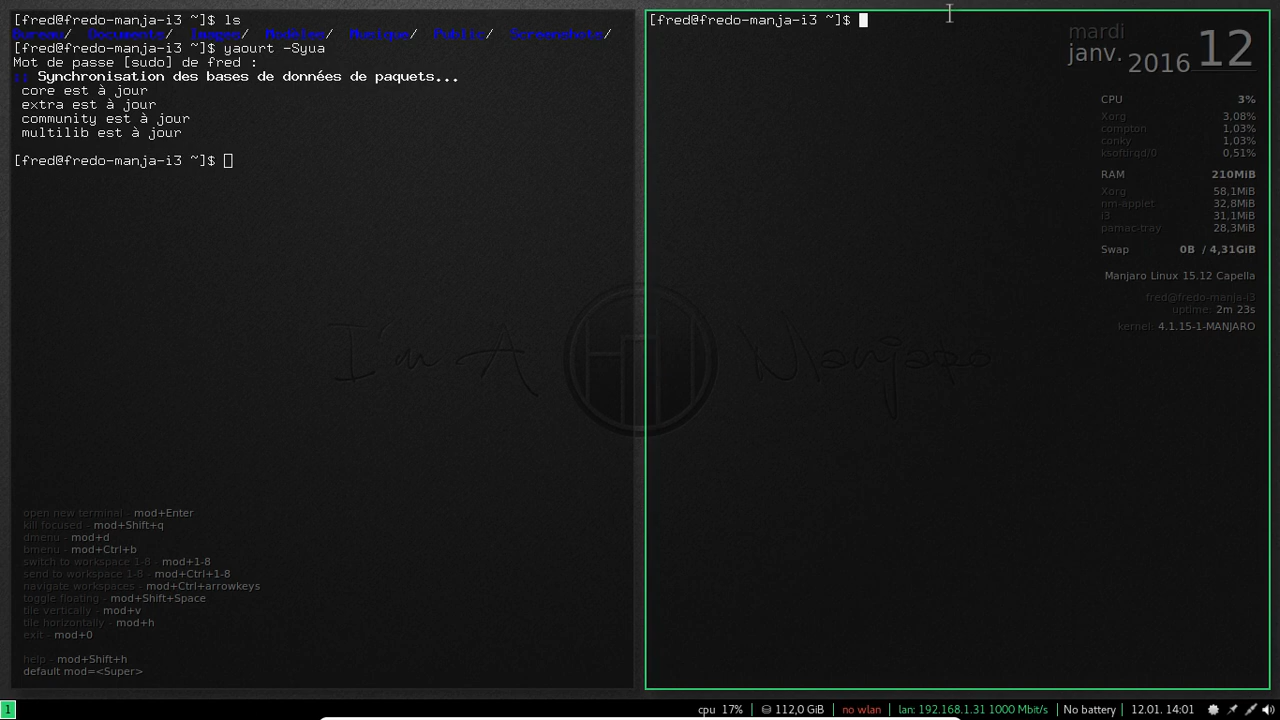 [fred@fredo-manja-i3 ~]$ ls
Bureau/  Documents/  Images/  Modèles/  Musique/  Public/  Screenshots/
[fred@fredo-manja-i3 ~]$ yaourt -Syua
Mot de passe [sudo] de fred :
:: Synchronisation des bases de données de paquets...
core est à jour
extra est à jour
community est à jour
multilib est à jour
[fred@fredo-manja-i3 ~]$
open new terminal - mod+Enter
kill focused - mod+Shift+q
dmenu - mod+d
bmenu - mod+Ctrl+b
switch to workspace 1-8 - mod+1-8
send to workspace 1-8 - mod+Ctrl+1-8
navigate workspaces - mod+Ctrl+arrowkeys
toggle floating - mod+Shift+Space
tile vertically - mod+v
tile horizontally - mod+h
exit - mod+0
help - mod+Shift+h
default mod=<Super>
I'm A Manjaro
[fred@fredo-manja-i3 ~]$
mardi
janv. 2016 12
CPU 3%
Xorg 3,08%
compton 1,03%
conky 1,03%
ksoftirqd/0 0,51%
RAM 210MiB
Xorg 58,1MiB
nm-applet 32,8MiB
i3 31,1MiB
pamac-tray 28,3MiB
Swap 0B / 4,31GiB
Manjaro Linux 15.12 Capella
fred@fredo-manja-i3
uptime: 2m 23s
kernel: 4.1.15-1-MANJARO
1
cpu 17% | 112,0 GiB | no wlan | lan: 192.168.1.31 1000 Mbit/s | No battery | 12.01. 14:01